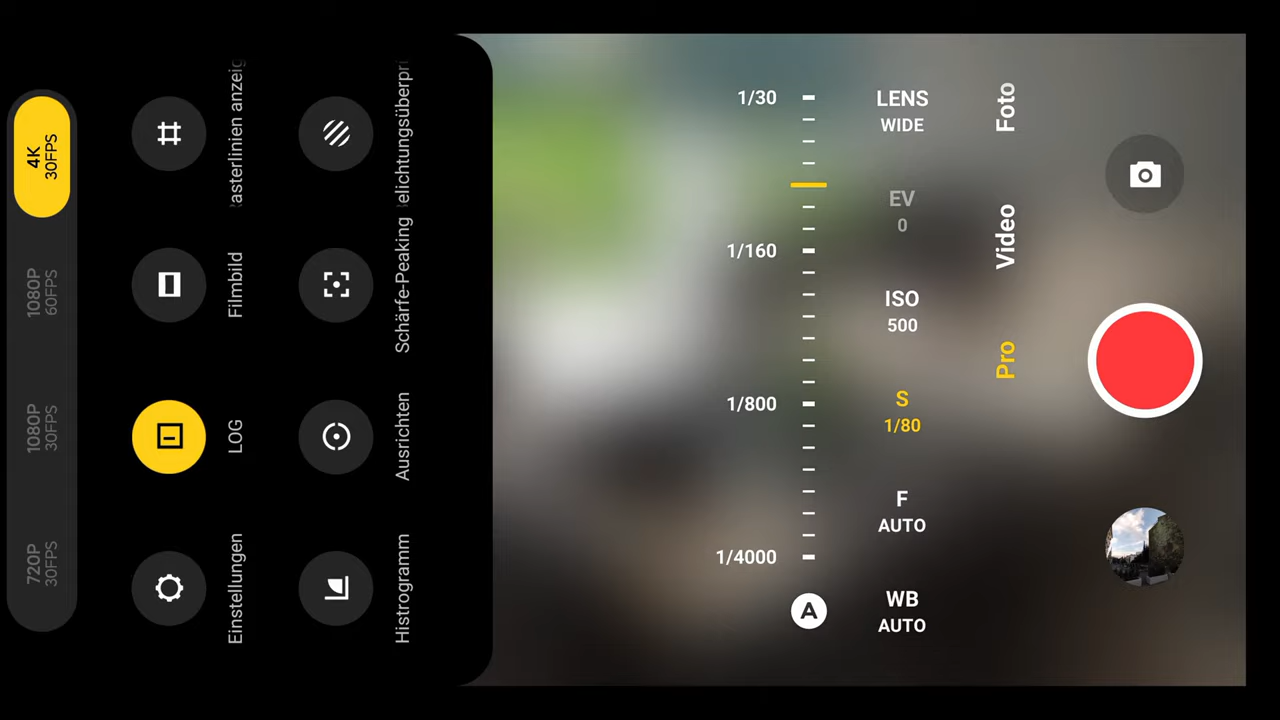 4K
30FPS
1080P
60FPS
1080P
30FPS
720P
30FPS
Filmbild
LOG
Einstellungen
Schärfe-Peaking
Ausrichten
Histrogramm
1/30
1/160
1/800
1/4000
A
LENS
WIDE
EV
0
ISO
500
S
1/80
F
AUTO
WB
AUTO
Foto
Video
Pro